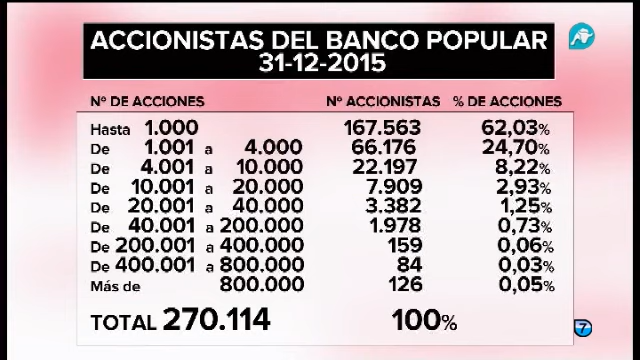 ACCIONISTAS DEL BANCO POPULAR
31-12-2015
Nº DE ACCIONES Nº ACCIONISTAS % DE ACCIONES
Hasta 1.000 167.563 62,03%
De 1.001 a 4.000 66.176 24,70%
De 4.001 a 10.000 22.197 8,22%
De 10.001 a 20.000 7.909 2,93%
De 20.001 a 40.000 3.382 1,25%
De 40.001 a 200.000 1.978 0,73%
De 200.001 a 400.000 159 0,06%
De 400.001 a 800.000 84 0,03%
Más de 800.000 126 0,05%
TOTAL 270.114 100%
7